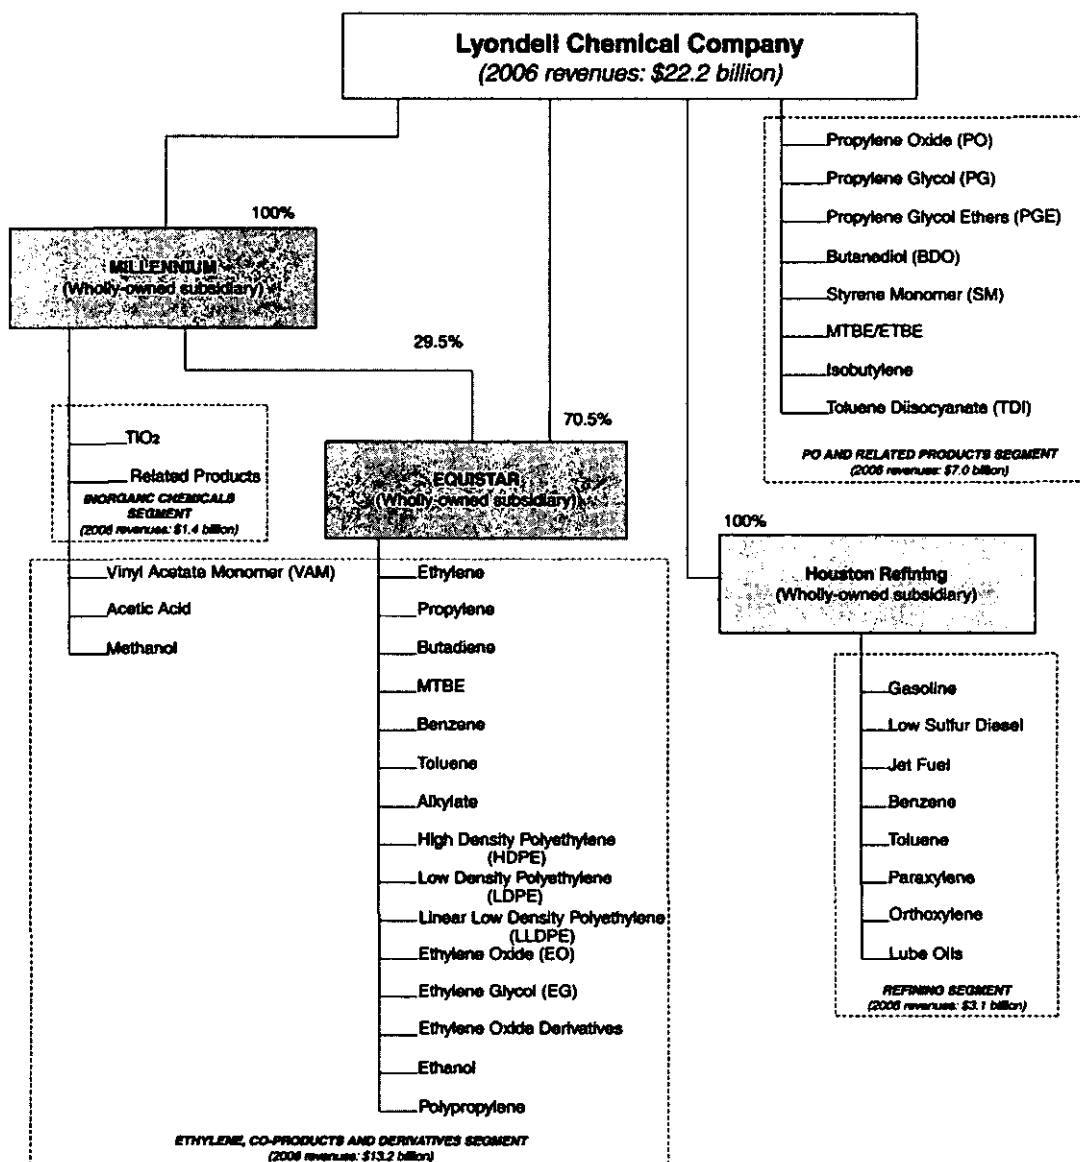 Lyondell Chemical Company
(2006 revenues: $22.2 billion)
Propylene Oxide (PO)
Propylene Glycol (PG)
Propylene Glycol Ethers (PGE)
Butanediol (BDO)
Styrene Monomer (SM)
MTBE/ETBE
Isobutylene
Toluene Diisocyanate (TDI)
PO AND RELATED PRODUCTS SEGMENT
(2006 revenues: $7.0 billion)
100%
MILLENNIUM
(Wholly-owned subsidiary)
29.5%
70.5%
TiO2
Related Products
INORGANC CHEMICALS
SEGMENT
(2006 revenues: $1.4 billion)
EQUISTAR
(Wholly-owned subsidiary)
100%
Houston Refining
(Wholly-owned subsidiary)
Vinyl Acetate Monomer (VAM)
Acetic Acid
Methanol
Ethylene
Propylene
Butadiene
MTBE
Benzene
Toluene
Alkylate
High Density Polyethylene
(HDPE)
Low Density Polyethylene
(LDPE)
Linear Low Density Polyethylene
(LLDPE)
Ethylene Oxide (EO)
Ethylene Glycol (EG)
Ethylene Oxide Derivatives
Ethanol
Polypropylene
ETHYLENE, CO-PRODUCTS AND DERIVATIVES SEGMENT
(2006 revenues: $13.2 billion)
Gasoline
Low Sulfur Diesel
Jet Fuel
Benzene
Toluene
Paraxylene
Orthoxylene
Lube Oils
REFINING SEGMENT
(2006 revenues: $3.1 billion)